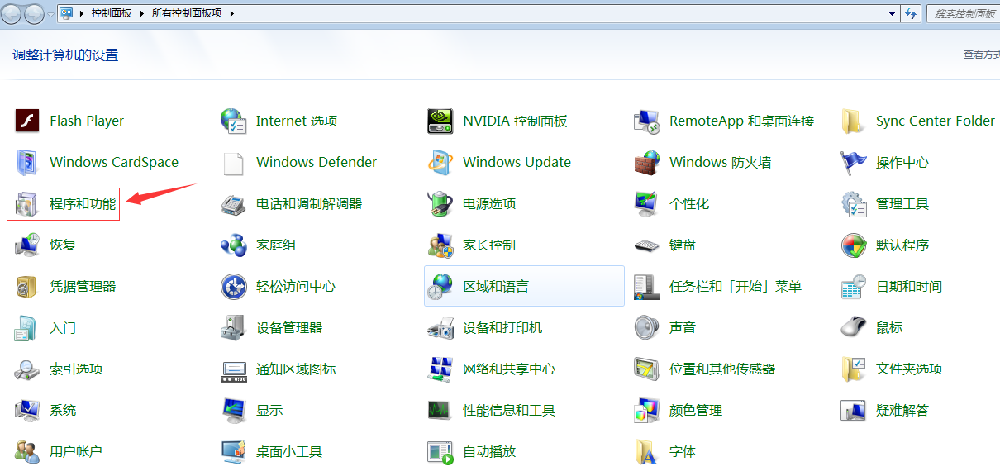 控制面板 所有控制面板项 搜索控制面板
调整计算机的设置 查看方式
Flash Player Internet 选项 NVIDIA 控制面板 RemoteApp 和桌面连接 Sync Center Folder
Windows CardSpace Windows Defender Windows Update Windows 防火墙 操作中心
程序和功能 电话和调制解调器 电源选项 个性化 管理工具
恢复 家庭组 家长控制 键盘 默认程序
凭据管理器 轻松访问中心 区域和语言 任务栏和「开始」菜单 日期和时间
入门 设备管理器 设备和打印机 声音 鼠标
索引选项 通知区域图标 网络和共享中心 位置和其他传感器 文件夹选项
系统 显示 性能信息和工具 颜色管理 疑难解答
用户帐户 桌面小工具 自动播放 字体